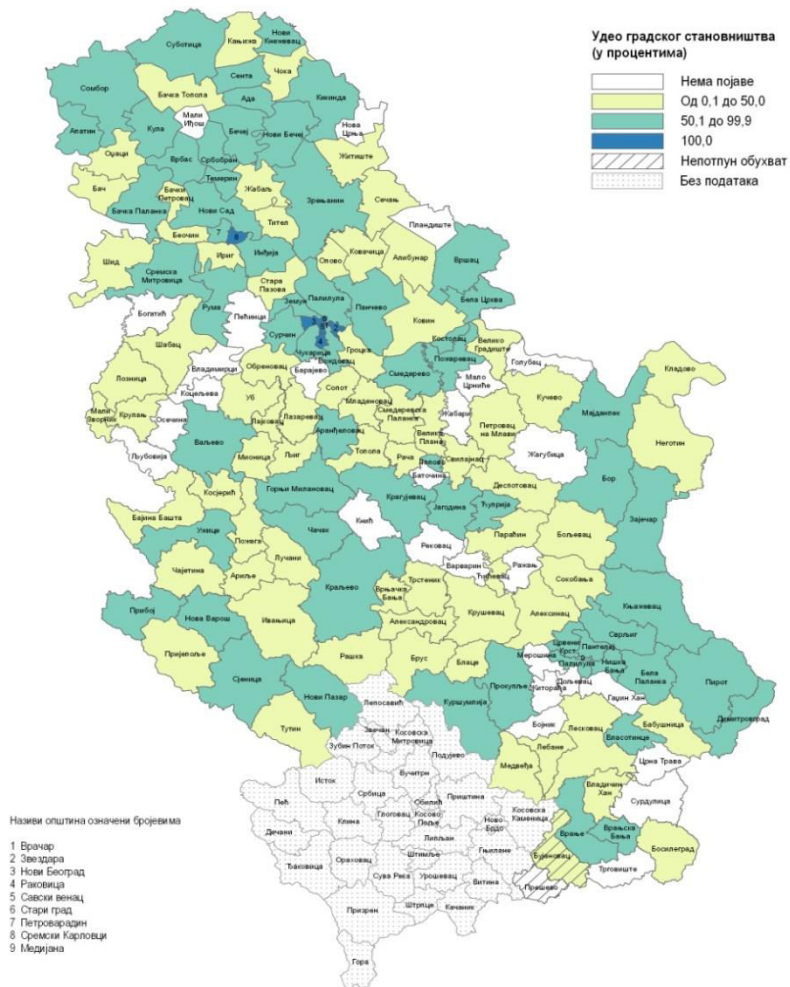 Удео градског становништва
(у процентима)
Нема појаве
Од 0,1 до 50,0
50,1 до 99,9
100,0
Непотпун обухват
Без података
Суботица
Кањижа
Нови
Кнежевац
Сомбор
Бачка Топола
Сента
Чока
Мали
Иђош
Ада
Кикинда
Апатин
Кула
Бечеј
Нови Бечеј
Нова
Црња
Оџаци
Врбас
Србобран
Житиште
Темерин
Бач
Бачки
Петровац
Жабаљ
Зрењанин
Сечањ
Бачка Паланка
Нови Сад
7
8
Тител
Пландиште
Беочин
Шид
Ириг
Инђија
Опово
Ковачица
Алибунар
Вршац
Сремска
Митровица
Стара
Пазова
Рума
Земун
Палилула
Панчево
Бела Црква
Богатић
Пећинци
Ковин
Сурчин
Чукарица
Вождовац
Гроцка
Костолац
Велико
Градиште
Шабац
Барајево
Смедерево
Пожаревац
Голубац
Кладово
Владимирци
Обреновац
Мало
Црниће
Лозница
Коцељева
Сопот
Кучево
Мајданпек
Мали
Зворник
Крупањ
Осечина
Уб
Младеновац
Смедеревска
Паланка
Жабари
Лајковац
Лазаревац
Велика
Плана
Петровац
на Млави
Неготин
Љубовија
Ваљево
Аранђеловац
Жагубица
Мионица
Љиг
Топола
Рача
Лапово
Свилајнац
Баточина
Бор
Косјерић
Горњи Милановац
Деспотовац
Бајина Башта
Крагујевац
Јагодина
Ћуприја
Зајечар
Ужице
Пожега
Чачак
Кнић
Параћин
Бољевац
Лучани
Рековац
Чајетина
Ариље
Варварин
Ћићевац
Ражањ
Сокобања
Краљево
Врњачка
Бања
Трстеник
Прибој
Нова Варош
Ивањица
Крушевац
Алексинац
Књажевац
Александровац
Сврљиг
Црвени
Крст
Пантелеј
Пријепоље
Рашка
Брус
Блаце
Мерошина
Палилула
9
Нишка
Бања
Сјеница
Прокупље
Дољевац
Бела
Паланка
Пирот
Нови Пазар
Куршумлија
Житорађа
Гаџин Хан
Лепосавић
Димитровград
Звечан
Косовска
Митровица
Бојник
Лесковац
Бабушница
Тутин
Зубин Поток
Подујево
Власотинце
Лебане
Вучитрн
Медвеђа
Црна Трава
Исток
Србица
Обилић
Приштина
Владичин
Хан
Пећ
Косово
Поље
Косовска
Каменица
Сурдулица
Клина
Глоговац
Ново
Брдо
Дечани
Липљан
Врање
Врањска
Бања
Штимље
Гњилане
Бујановац
Босилеград
Ђаковица
Ораховац
Сува Река
Урошевац
Витина
Трговиште
Прешево
Штрпце
Качаник
Призрен
Гора
Називи општина означени бројевима
1 Врачар
2 Звездара
3 Нови Београд
4 Раковица
5 Савски венац
6 Стари град
7 Петроварадин
8 Сремски Карловци
9 Медијана